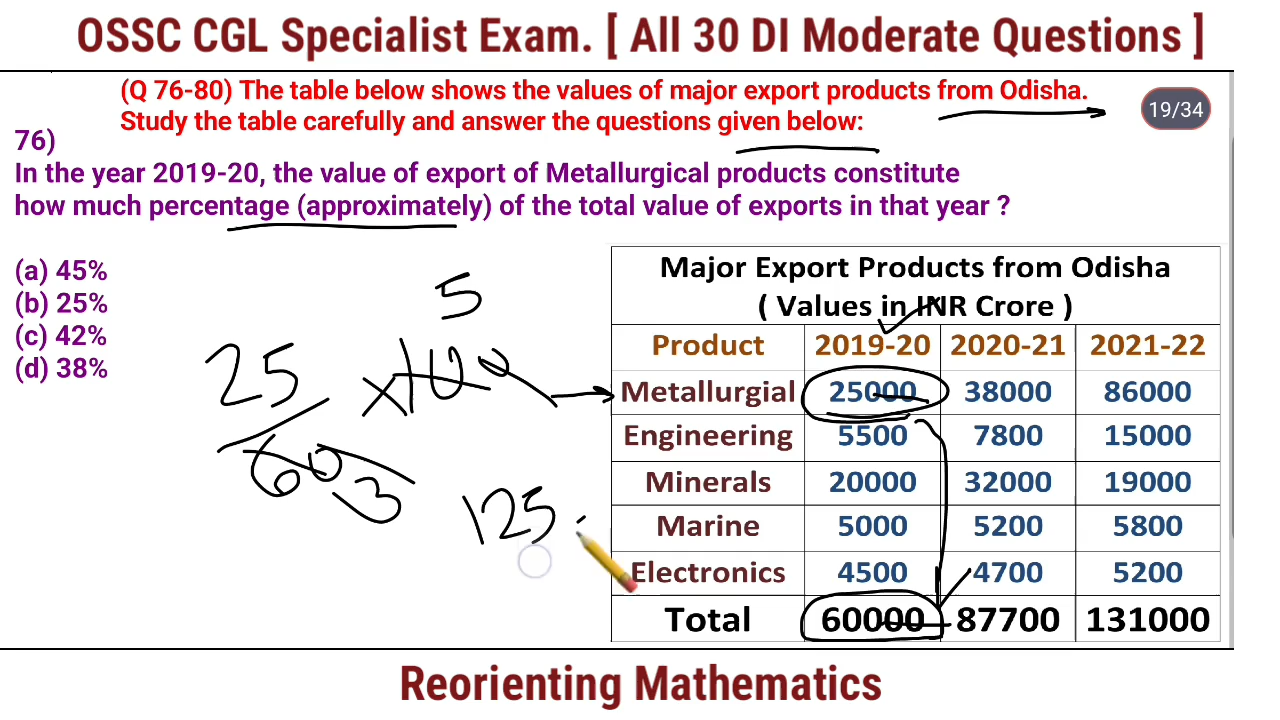 OSSC CGL Specialist Exam. [ All 30 DI Moderate Questions ]
(Q 76-80) The table below shows the values of major export products from Odisha.
Study the table carefully and answer the questions given below:
19/34
76)
In the year 2019-20, the value of export of Metallurgical products constitute
how much percentage (approximately) of the total value of exports in that year ?
(a) 45%
(b) 25%
(c) 42%
(d) 38%
25
60
×100
5
3
125
Major Export Products from Odisha
( Values in INR Crore )
Product 2019-20 2020-21 2021-22
Metallurgial 25000 38000 86000
Engineering 5500 7800 15000
Minerals 20000 32000 19000
Marine 5000 5200 5800
Electronics 4500 4700 5200
Total 60000 87700 131000
Reorienting Mathematics